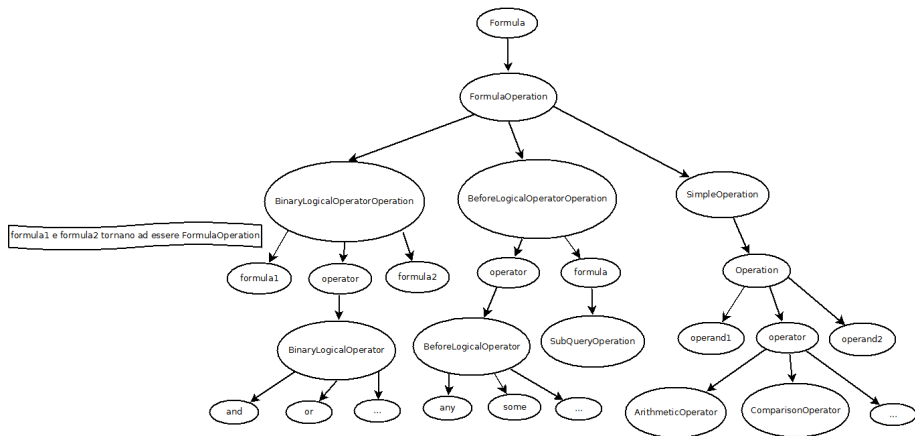 Formula
FormulaOperation
BinaryLogicalOperatorOperation
BeforeLogicalOperatorOperation
SimpleOperation
formula1 e formula2 tornano ad essere FormulaOperation
formula1
operator
formula2
operator
formula
Operation
BinaryLogicalOperator
BeforeLogicalOperator
SubQueryOperation
operand1
operator
operand2
and
or
...
any
some
...
ArithmeticOperator
ComparisonOperator
...